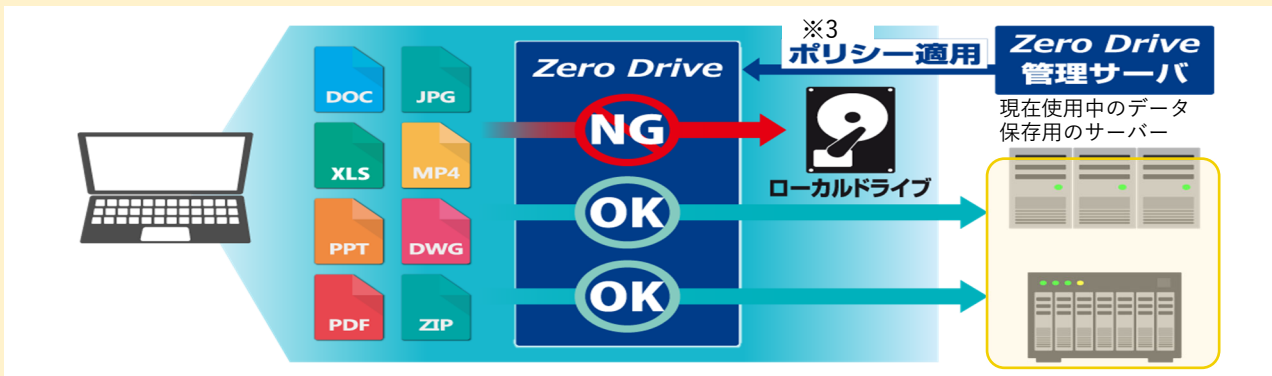 ※3
ポリシー適用
Zero Drive
管理サーバ
現在使用中のデータ
保存用のサーバー
DOC
JPG
XLS
MP4
PPT
DWG
PDF
ZIP
Zero Drive
NG
OK
OK
ローカルドライブ